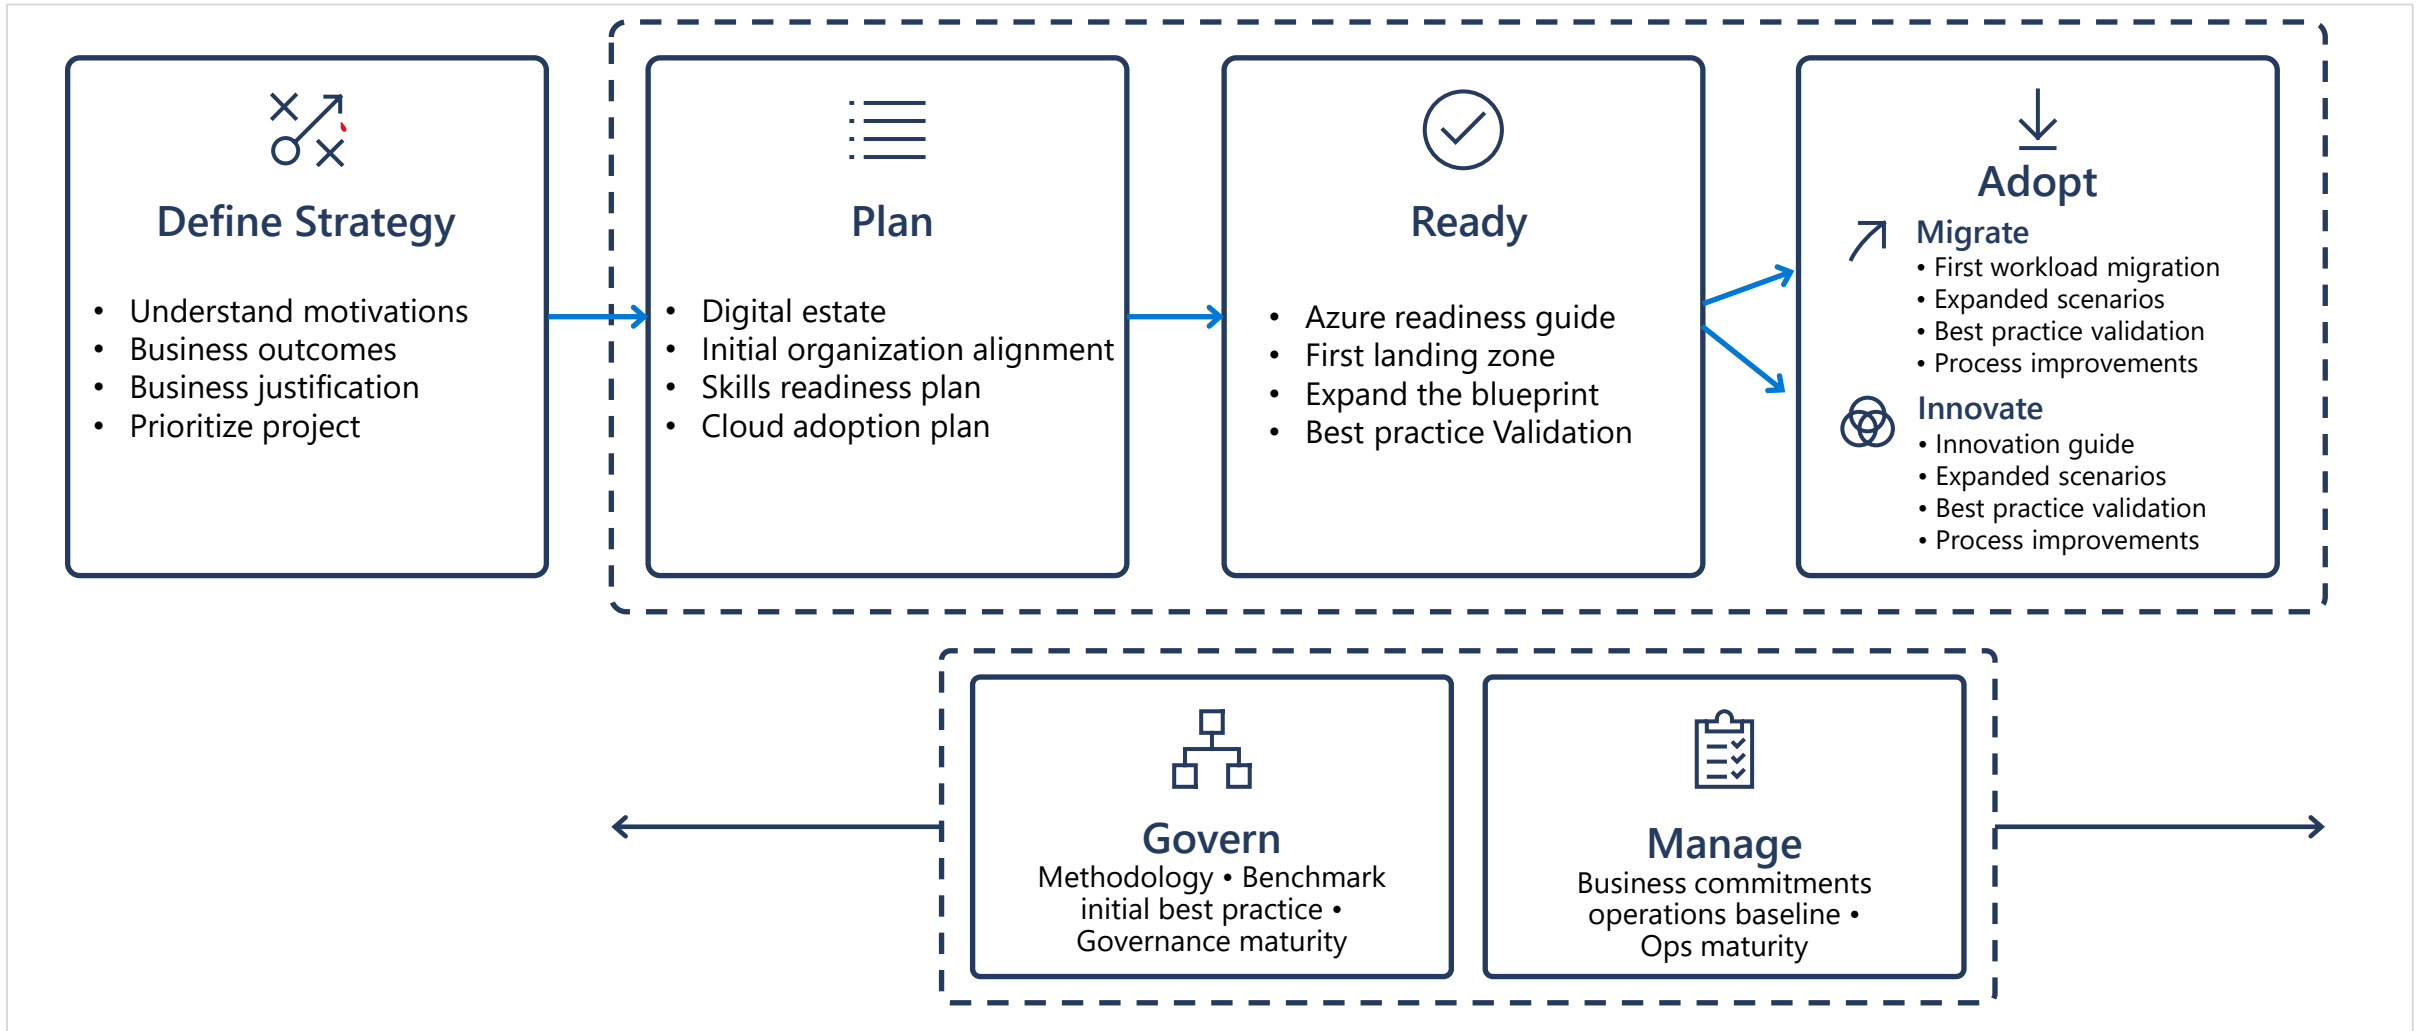 Define Strategy
• Understand motivations
• Business outcomes
• Business justification
• Prioritize project
Plan
• Digital estate
• Initial organization alignment
• Skills readiness plan
• Cloud adoption plan
Ready
• Azure readiness guide
• First landing zone
• Expand the blueprint
• Best practice Validation
Adopt
Migrate
• First workload migration
• Expanded scenarios
• Best practice validation
• Process improvements
Innovate
• Innovation guide
• Expanded scenarios
• Best practice validation
• Process improvements
Govern
Methodology • Benchmark
initial best practice •
Governance maturity
Manage
Business commitments
operations baseline •
Ops maturity